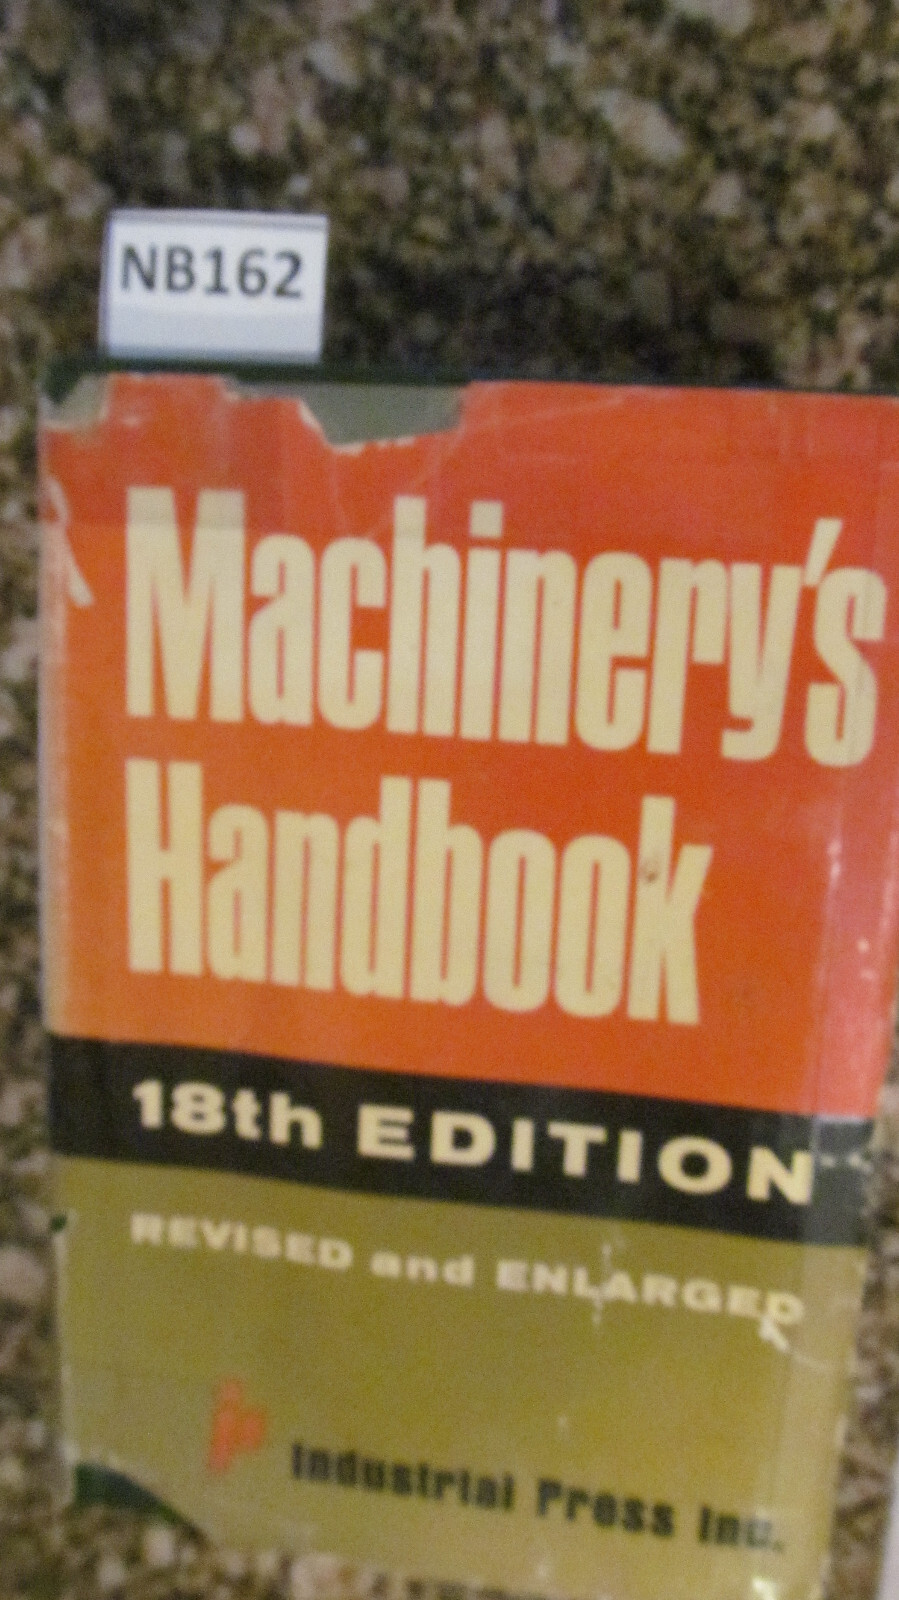 NB162
Machinery's
Handbook
18th EDITION
REVISED and ENLARGED
Industrial Press Inc.